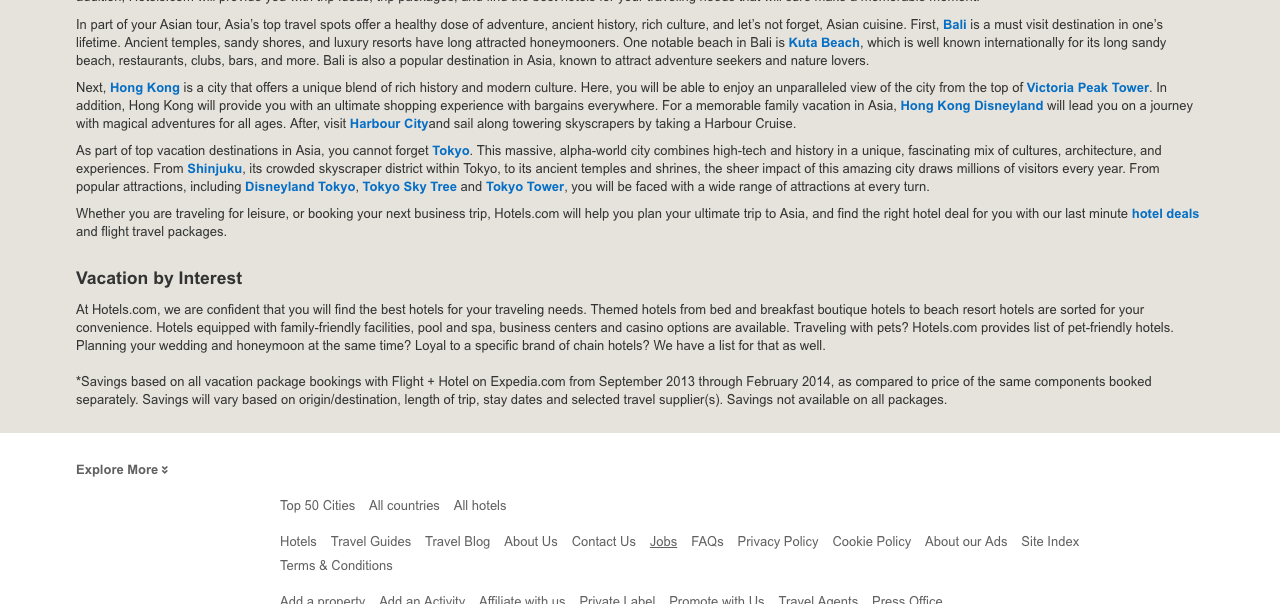 In part of your Asian tour, Asia’s top travel spots offer a healthy dose of adventure, ancient history, rich culture, and let’s not forget, Asian cuisine. First, Bali is a must visit destination in one’s
lifetime. Ancient temples, sandy shores, and luxury resorts have long attracted honeymooners. One notable beach in Bali is Kuta Beach, which is well known internationally for its long sandy
beach, restaurants, clubs, bars, and more. Bali is also a popular destination in Asia, known to attract adventure seekers and nature lovers.
Next, Hong Kong is a city that offers a unique blend of rich history and modern culture. Here, you will be able to enjoy an unparalleled view of the city from the top of Victoria Peak Tower. In
addition, Hong Kong will provide you with an ultimate shopping experience with bargains everywhere. For a memorable family vacation in Asia, Hong Kong Disneyland will lead you on a journey
with magical adventures for all ages. After, visit Harbour Cityand sail along towering skyscrapers by taking a Harbour Cruise.
As part of top vacation destinations in Asia, you cannot forget Tokyo. This massive, alpha-world city combines high-tech and history in a unique, fascinating mix of cultures, architecture, and
experiences. From Shinjuku, its crowded skyscraper district within Tokyo, to its ancient temples and shrines, the sheer impact of this amazing city draws millions of visitors every year. From
popular attractions, including Disneyland Tokyo, Tokyo Sky Tree and Tokyo Tower, you will be faced with a wide range of attractions at every turn.
Whether you are traveling for leisure, or booking your next business trip, Hotels.com will help you plan your ultimate trip to Asia, and find the right hotel deal for you with our last minute hotel deals
and flight travel packages.
Vacation by Interest
At Hotels.com, we are confident that you will find the best hotels for your traveling needs. Themed hotels from bed and breakfast boutique hotels to beach resort hotels are sorted for your
convenience. Hotels equipped with family-friendly facilities, pool and spa, business centers and casino options are available. Traveling with pets? Hotels.com provides list of pet-friendly hotels.
Planning your wedding and honeymoon at the same time? Loyal to a specific brand of chain hotels? We have a list for that as well.
*Savings based on all vacation package bookings with Flight + Hotel on Expedia.com from September 2013 through February 2014, as compared to price of the same components booked
separately. Savings will vary based on origin/destination, length of trip, stay dates and selected travel supplier(s). Savings not available on all packages.
Explore More
Top 50 Cities All countries All hotels
Hotels Travel Guides Travel Blog About Us Contact Us Jobs FAQs Privacy Policy Cookie Policy About our Ads Site Index
Terms & Conditions
Add a property Add an Activity Affiliate with us Private Label Promote with Us Travel Agents Press Office